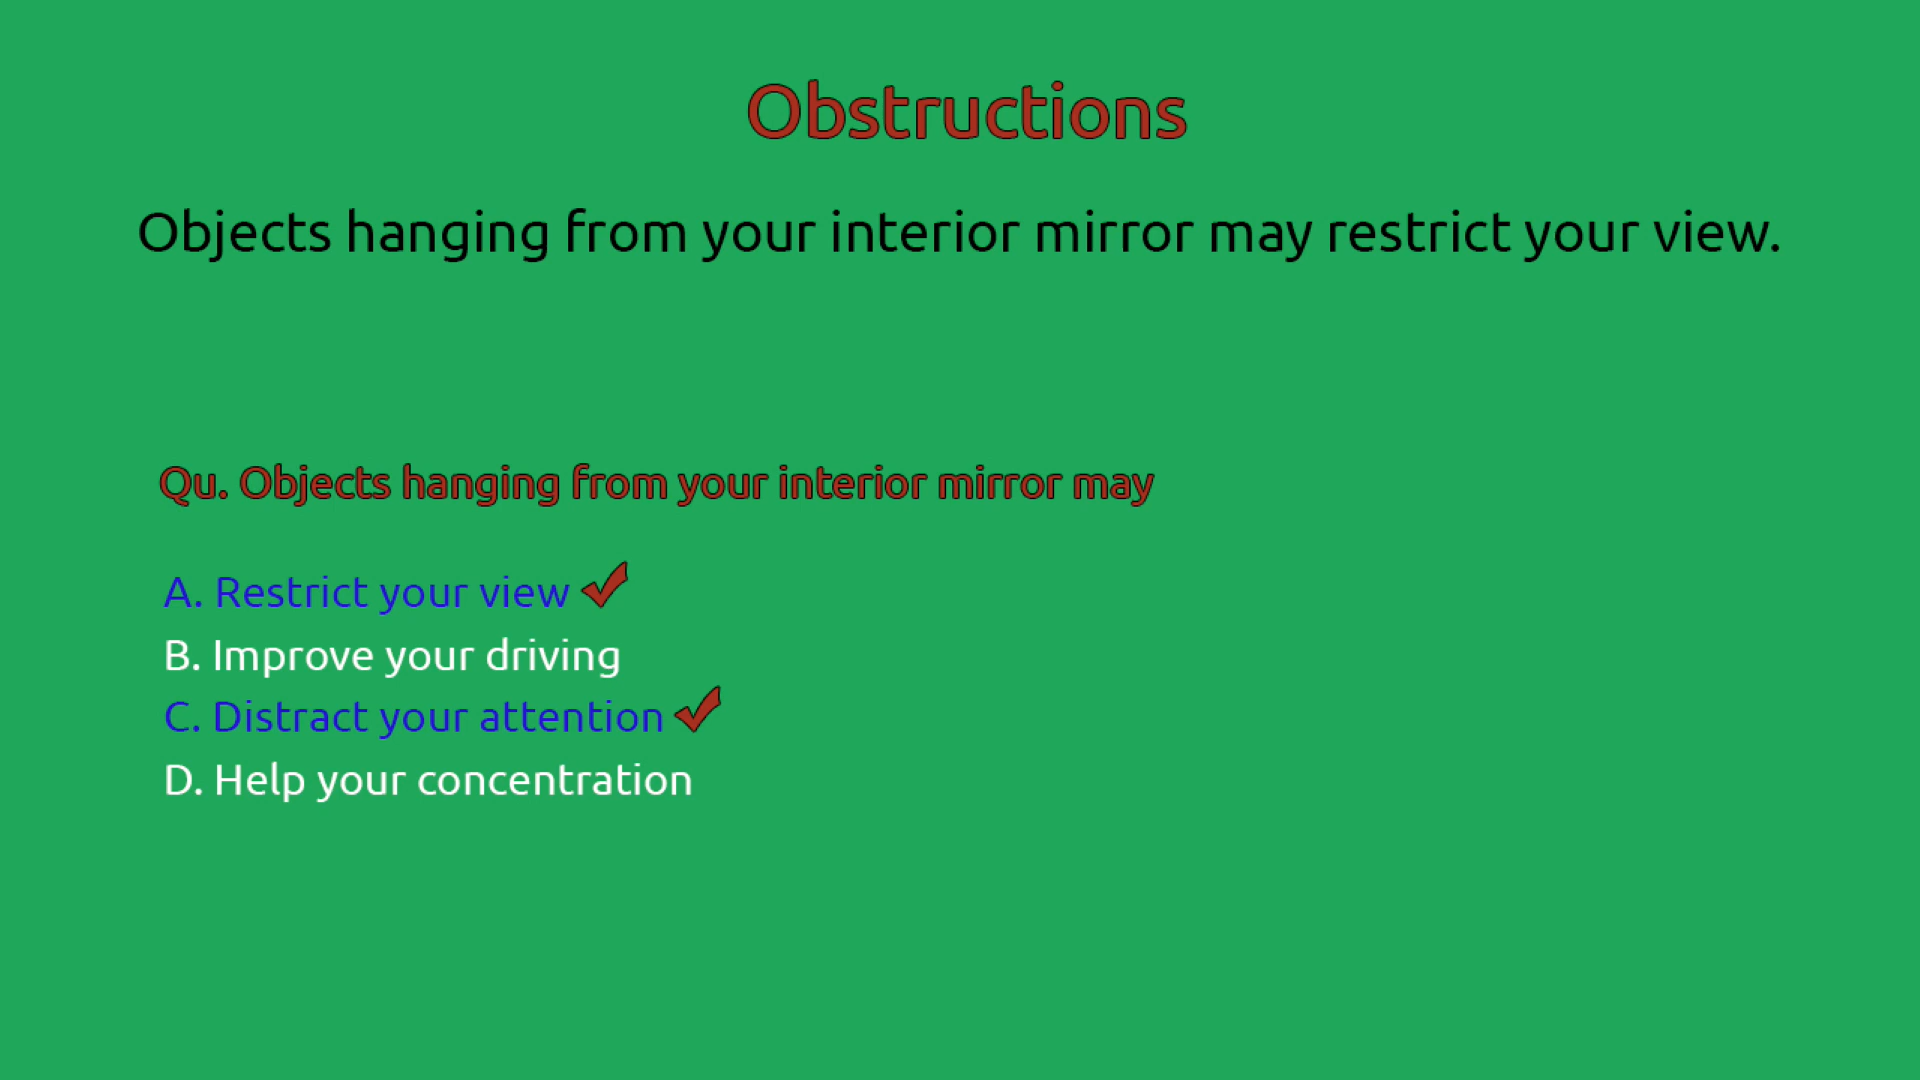 Obstructions
Objects hanging from your interior mirror may restrict your view.
Qu. Objects hanging from your interior mirror may
A. Restrict your view
B. Improve your driving
C. Distract your attention
D. Help your concentration